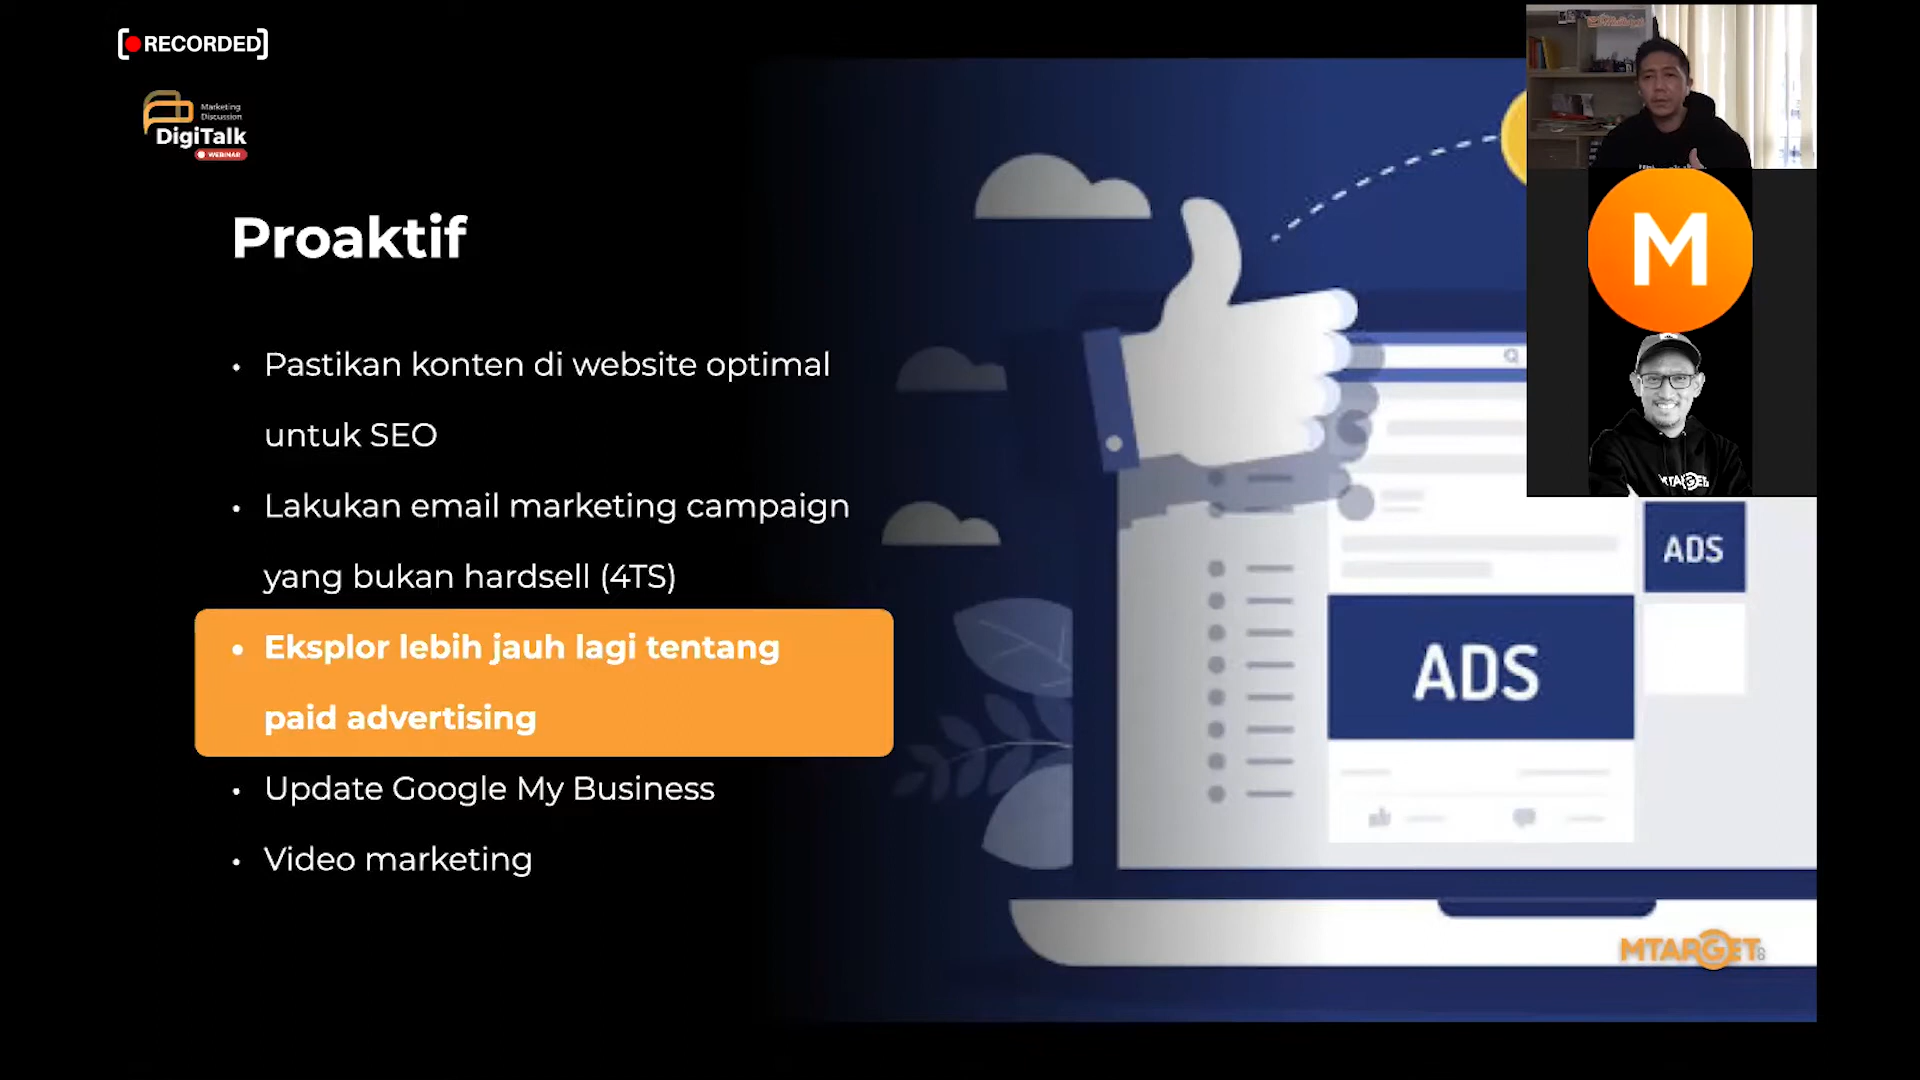 [RECORDED]
Marketing
Discussion
DigiTalk
WEBINAR
Proaktif
• Pastikan konten di website optimal
untuk SEO
• Lakukan email marketing campaign
yang bukan hardsell (4TS)
• Eksplor lebih jauh lagi tentang
paid advertising
• Update Google My Business
• Video marketing
M
MTARGET
ADS
ADS
MTARGET